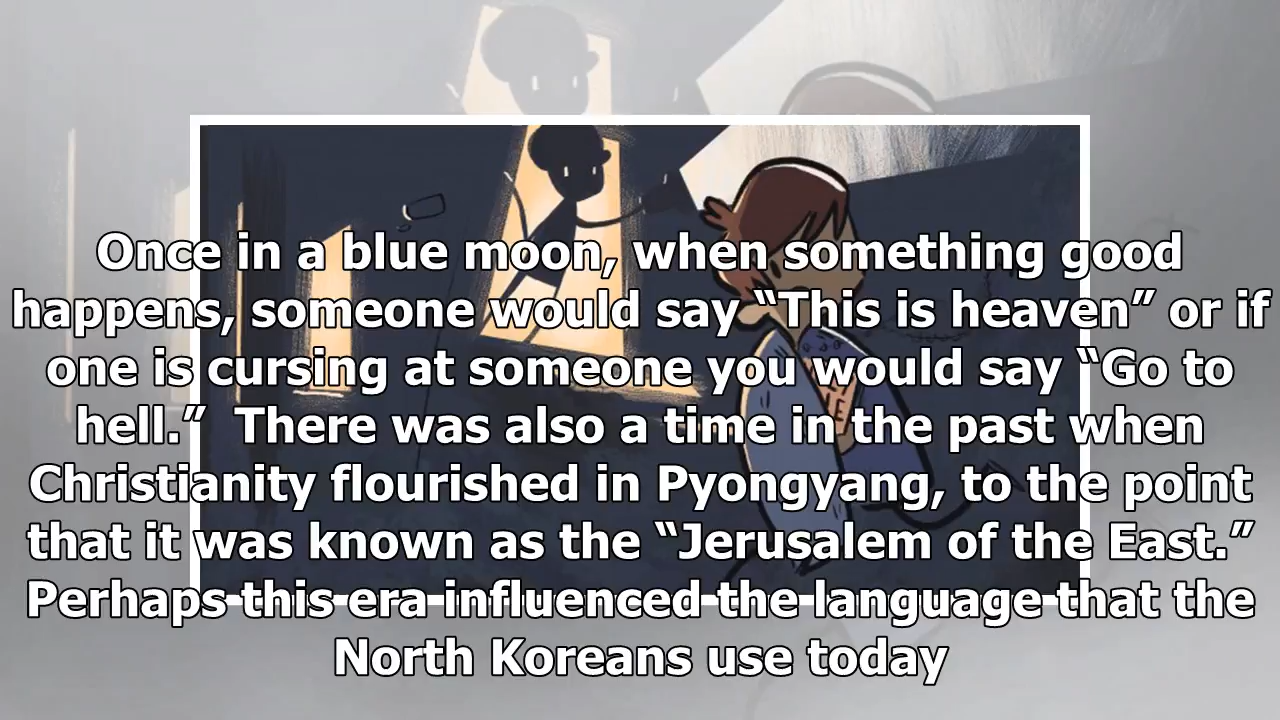 Once in a blue moon, when something good
happens, someone would say “This is heaven” or if
one is cursing at someone you would say “Go to
hell.”  There was also a time in the past when
Christianity flourished in Pyongyang, to the point
that it was known as the “Jerusalem of the East.”
Perhaps this era influenced the language that the
North Koreans use today